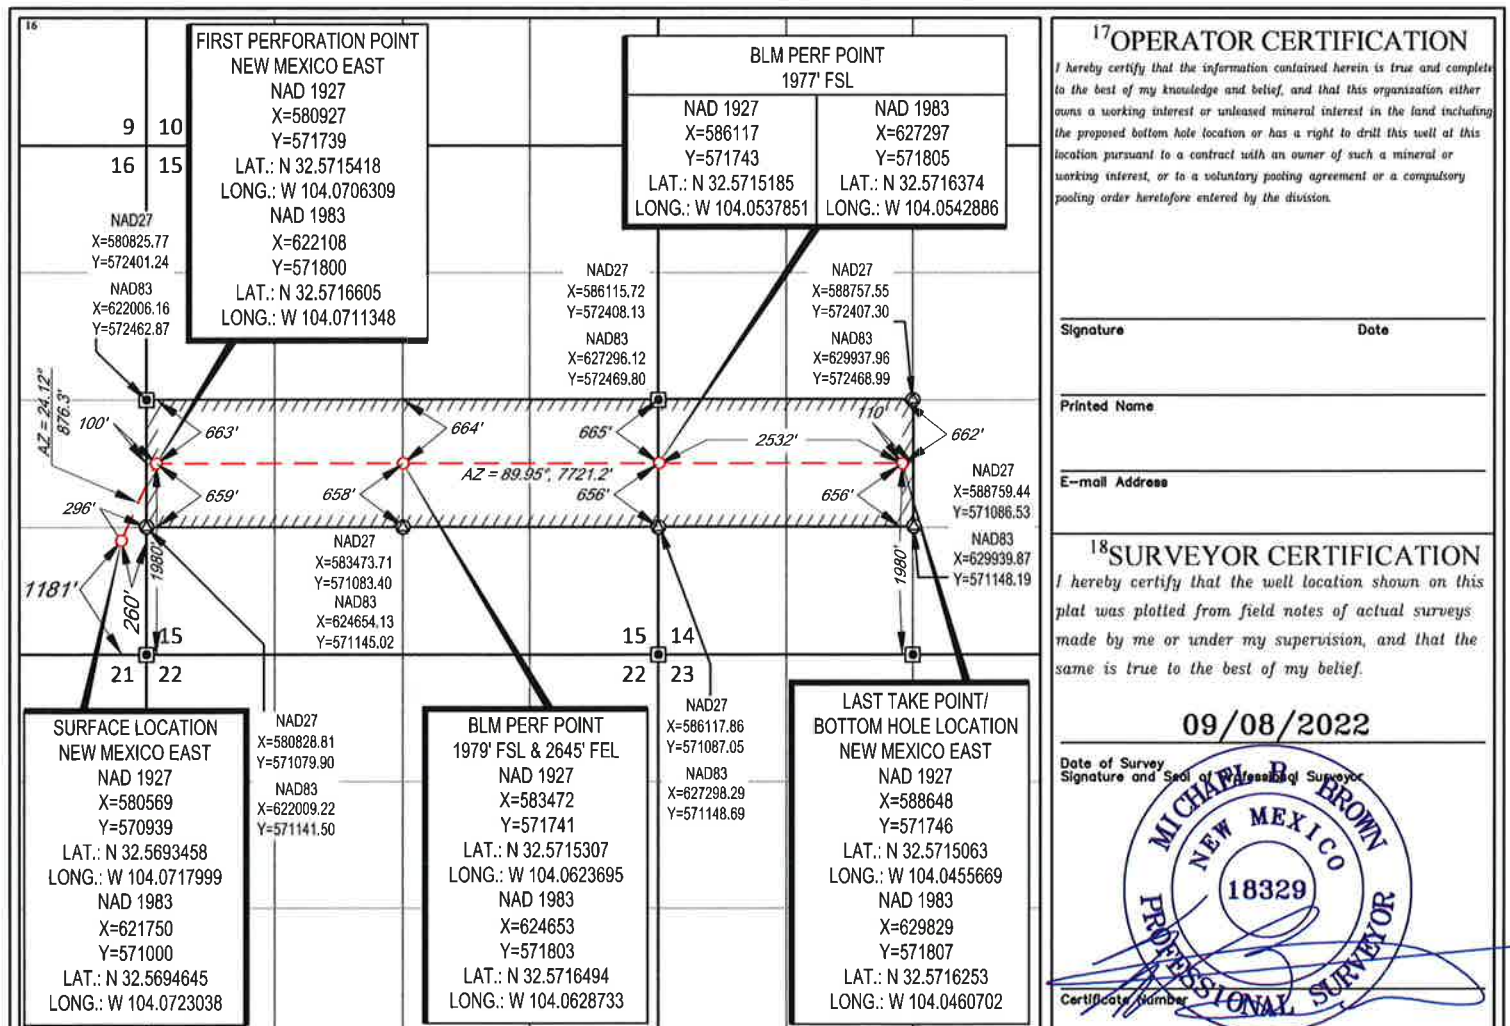 16
FIRST PERFORATION POINT
NEW MEXICO EAST
NAD 1927
X=580927
Y=571739
LAT.: N 32.5715418
LONG.: W 104.0706309
NAD 1983
X=622108
Y=571800
LAT.: N 32.5716605
LONG.: W 104.0711348
BLM PERF POINT
1977' FSL
NAD 1927
X=586117
Y=571743
LAT.: N 32.5715185
LONG.: W 104.0537851
NAD 1983
X=627297
Y=571805
LAT.: N 32.5716374
LONG.: W 104.0542886
9 10
16 15
NAD27
X=580825.77
Y=572401.24
NAD83
X=622006.16
Y=572462.87
NAD27
X=586115.72
Y=572408.13
NAD83
X=627296.12
Y=572469.80
NAD27
X=588757.55
Y=572407.30
NAD83
X=629937.96
Y=572468.99
AZ = 24.12°
876.3'
100'
663'
664'
665'
2532'
110'
662'
AZ = 89.95°, 7721.2'
659'
658'
656'
656'
296'
1980'
1181'
260'
1980'
NAD27
X=588759.44
Y=571086.53
NAD83
X=629939.87
Y=571148.19
NAD27
X=583473.71
Y=571083.40
NAD83
X=624654.13
Y=571145.02
15
21 22
15 14
22 23
NAD27
X=580828.81
Y=571079.90
NAD83
X=622009.22
Y=571141.50
NAD27
X=586117.86
Y=571087.05
NAD83
X=627298.29
Y=571148.69
SURFACE LOCATION
NEW MEXICO EAST
NAD 1927
X=580569
Y=570939
LAT.: N 32.5693458
LONG.: W 104.0717999
NAD 1983
X=621750
Y=571000
LAT.: N 32.5694645
LONG.: W 104.0723038
BLM PERF POINT
1979' FSL & 2645' FEL
NAD 1927
X=583472
Y=571741
LAT.: N 32.5715307
LONG.: W 104.0623695
NAD 1983
X=624653
Y=571803
LAT.: N 32.5716494
LONG.: W 104.0628733
LAST TAKE POINT/
BOTTOM HOLE LOCATION
NEW MEXICO EAST
NAD 1927
X=588648
Y=571746
LAT.: N 32.5715063
LONG.: W 104.0455669
NAD 1983
X=629829
Y=571807
LAT.: N 32.5716253
LONG.: W 104.0460702
17 OPERATOR CERTIFICATION
I hereby certify that the information contained herein is true and complete
to the best of my knowledge and belief, and that this organization either
owns a working interest or unleased mineral interest in the land including
the proposed bottom hole location or has a right to drill this well at this
location pursuant to a contract with an owner of such a mineral or
working interest, or to a voluntary pooling agreement or a compulsory
pooling order heretofore entered by the division.
Signature Date
Printed Name
E-mail Address
18 SURVEYOR CERTIFICATION
I hereby certify that the well location shown on this
plat was plotted from field notes of actual surveys
made by me or under my supervision, and that the
same is true to the best of my belief.
09/08/2022
Date of Survey
Signature and Seal of Professional Surveyor
MICHAEL B. BROWN
NEW MEXICO
18329
PROFESSIONAL SURVEYOR
Certificate Number